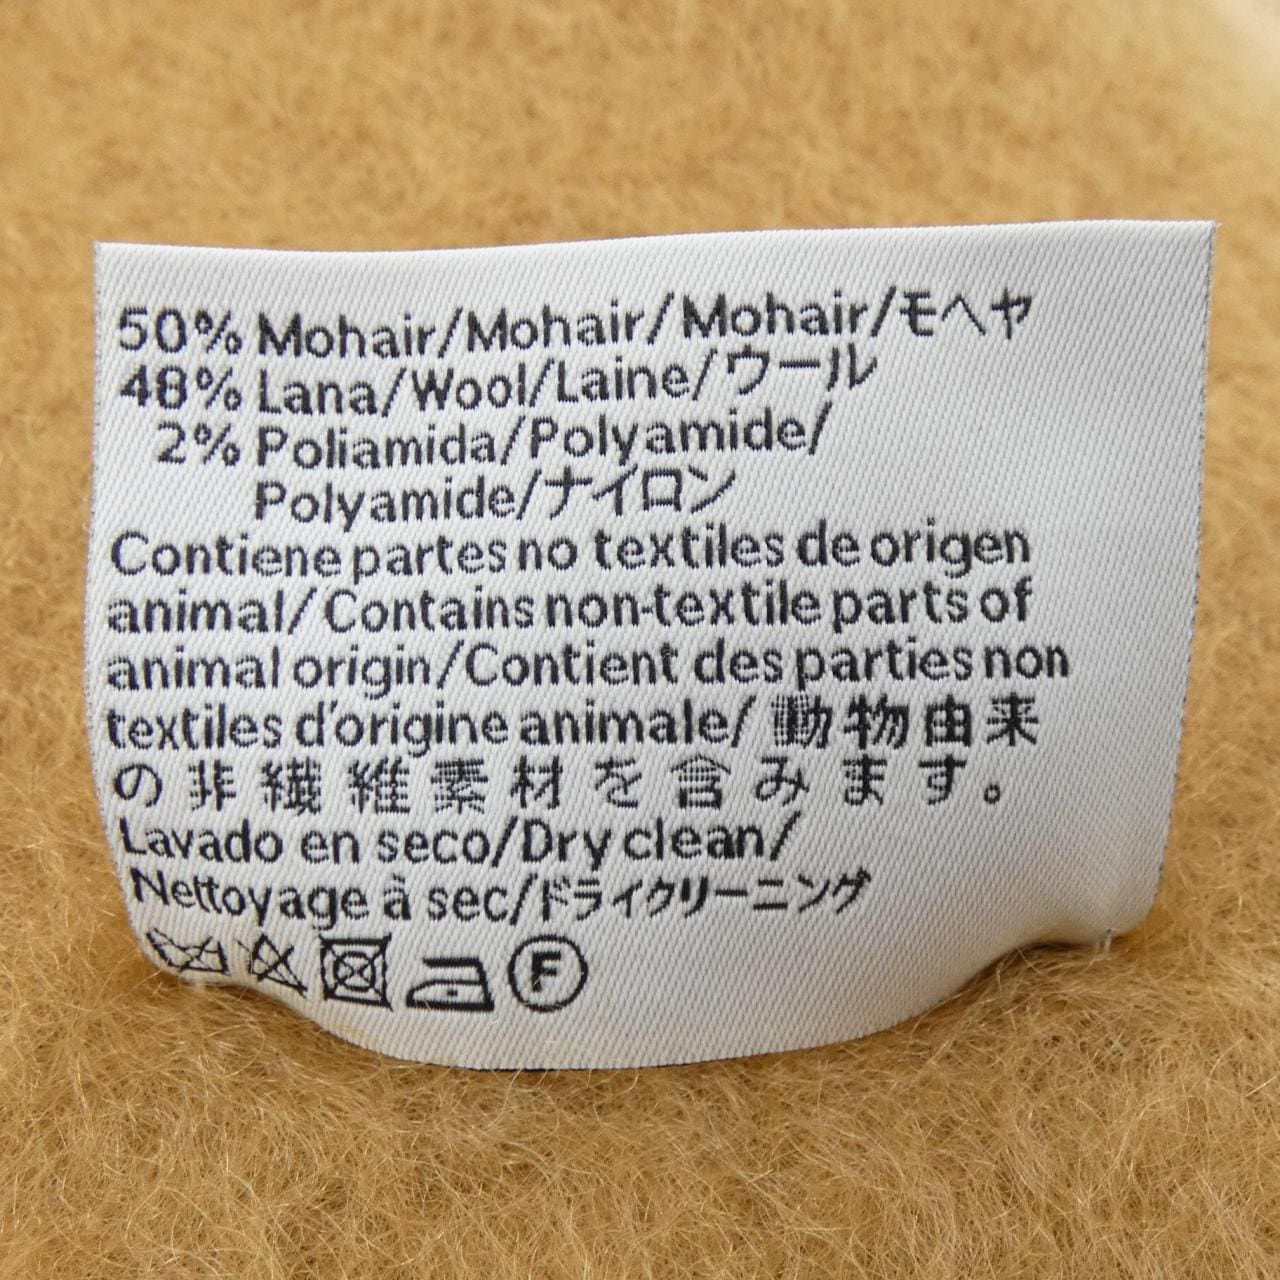 50% Mohair/Mohair/Mohair/モヘヤ
48% Lana/Wool/Laine/ウール
2% Poliamida/Polyamide/
Polyamide/ナイロン
Contiene partes no textiles de origen
animal/Contains non-textile parts of
animal origin/Contient des parties non
textiles d'origine animale/動物由来
の非繊維素材を含みます。
Lavado en seco/Dry clean/
Nettoyage à sec/ドライクリーニング
F